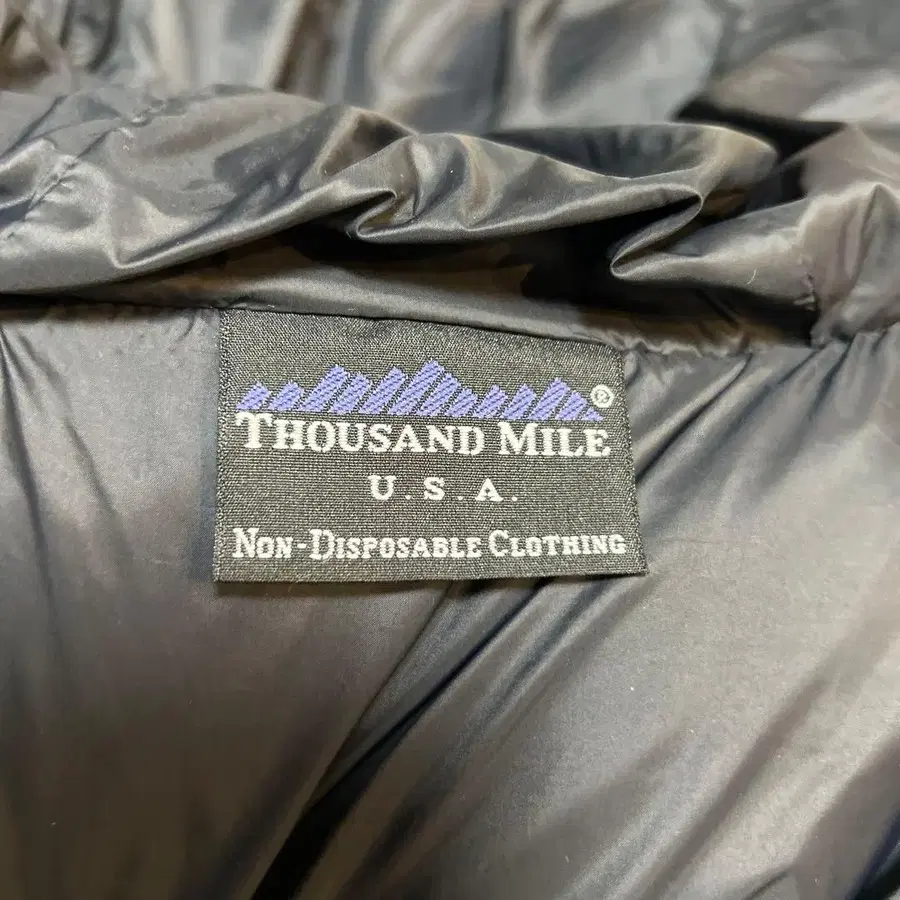 ®
THOUSAND MILE
U.S.A.
NON-DISPOSABLE CLOTHING